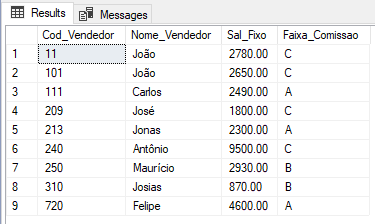 Results Messages
Cod_Vendedor Nome_Vendedor Sal_Fixo Faixa_Comissao
1 11 João 2780.00 C
2 101 João 2650.00 C
3 111 Carlos 2490.00 A
4 209 José 1800.00 C
5 213 Jonas 2300.00 A
6 240 Antônio 9500.00 C
7 250 Maurício 2930.00 B
8 310 Josias 870.00 B
9 720 Felipe 4600.00 A